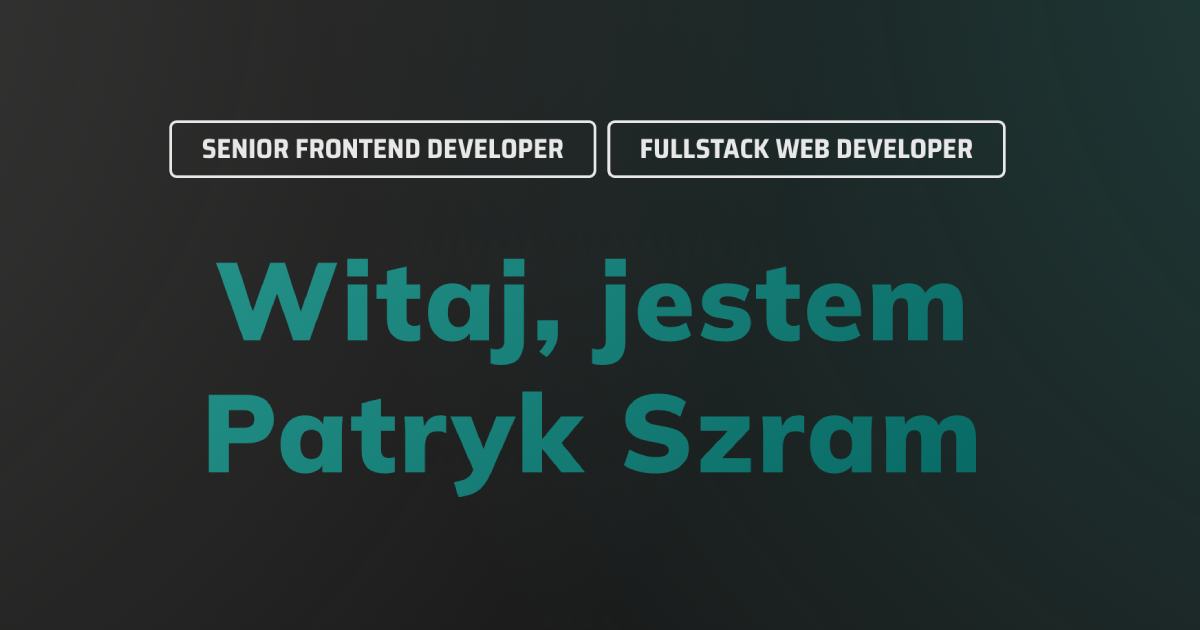 SENIOR FRONTEND DEVELOPER FULLSTACK WEB DEVELOPER
Witaj, jestem
Patryk Szram